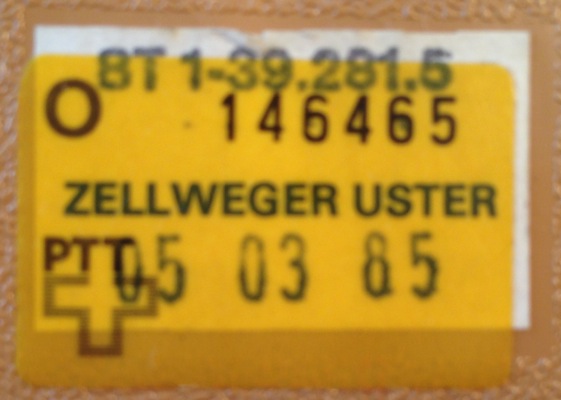 BT 1-39.281.5
O 146465
ZELLWEGER USTER
PTT 05 03 85